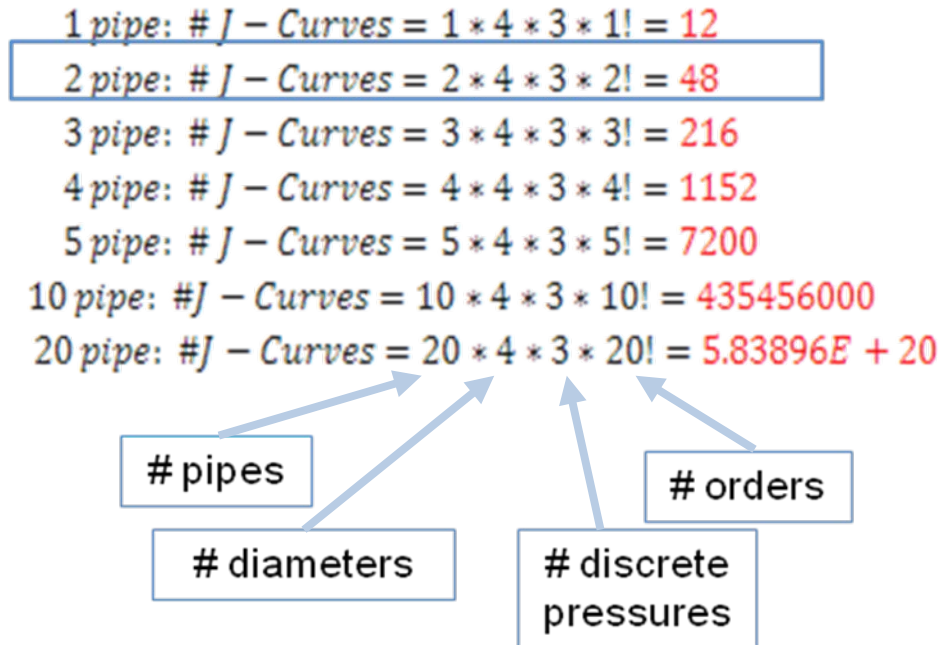 1 pipe: # J − Curves = 1 * 4 * 3 * 1! = 12
2 pipe: # J − Curves = 2 * 4 * 3 * 2! = 48
3 pipe: # J − Curves = 3 * 4 * 3 * 3! = 216
4 pipe: # J − Curves = 4 * 4 * 3 * 4! = 1152
5 pipe: # J − Curves = 5 * 4 * 3 * 5! = 7200
10 pipe: #J − Curves = 10 * 4 * 3 * 10! = 435456000
20 pipe: #J − Curves = 20 * 4 * 3 * 20! = 5.83896E + 20
# pipes
# orders
# diameters
# discrete
pressures